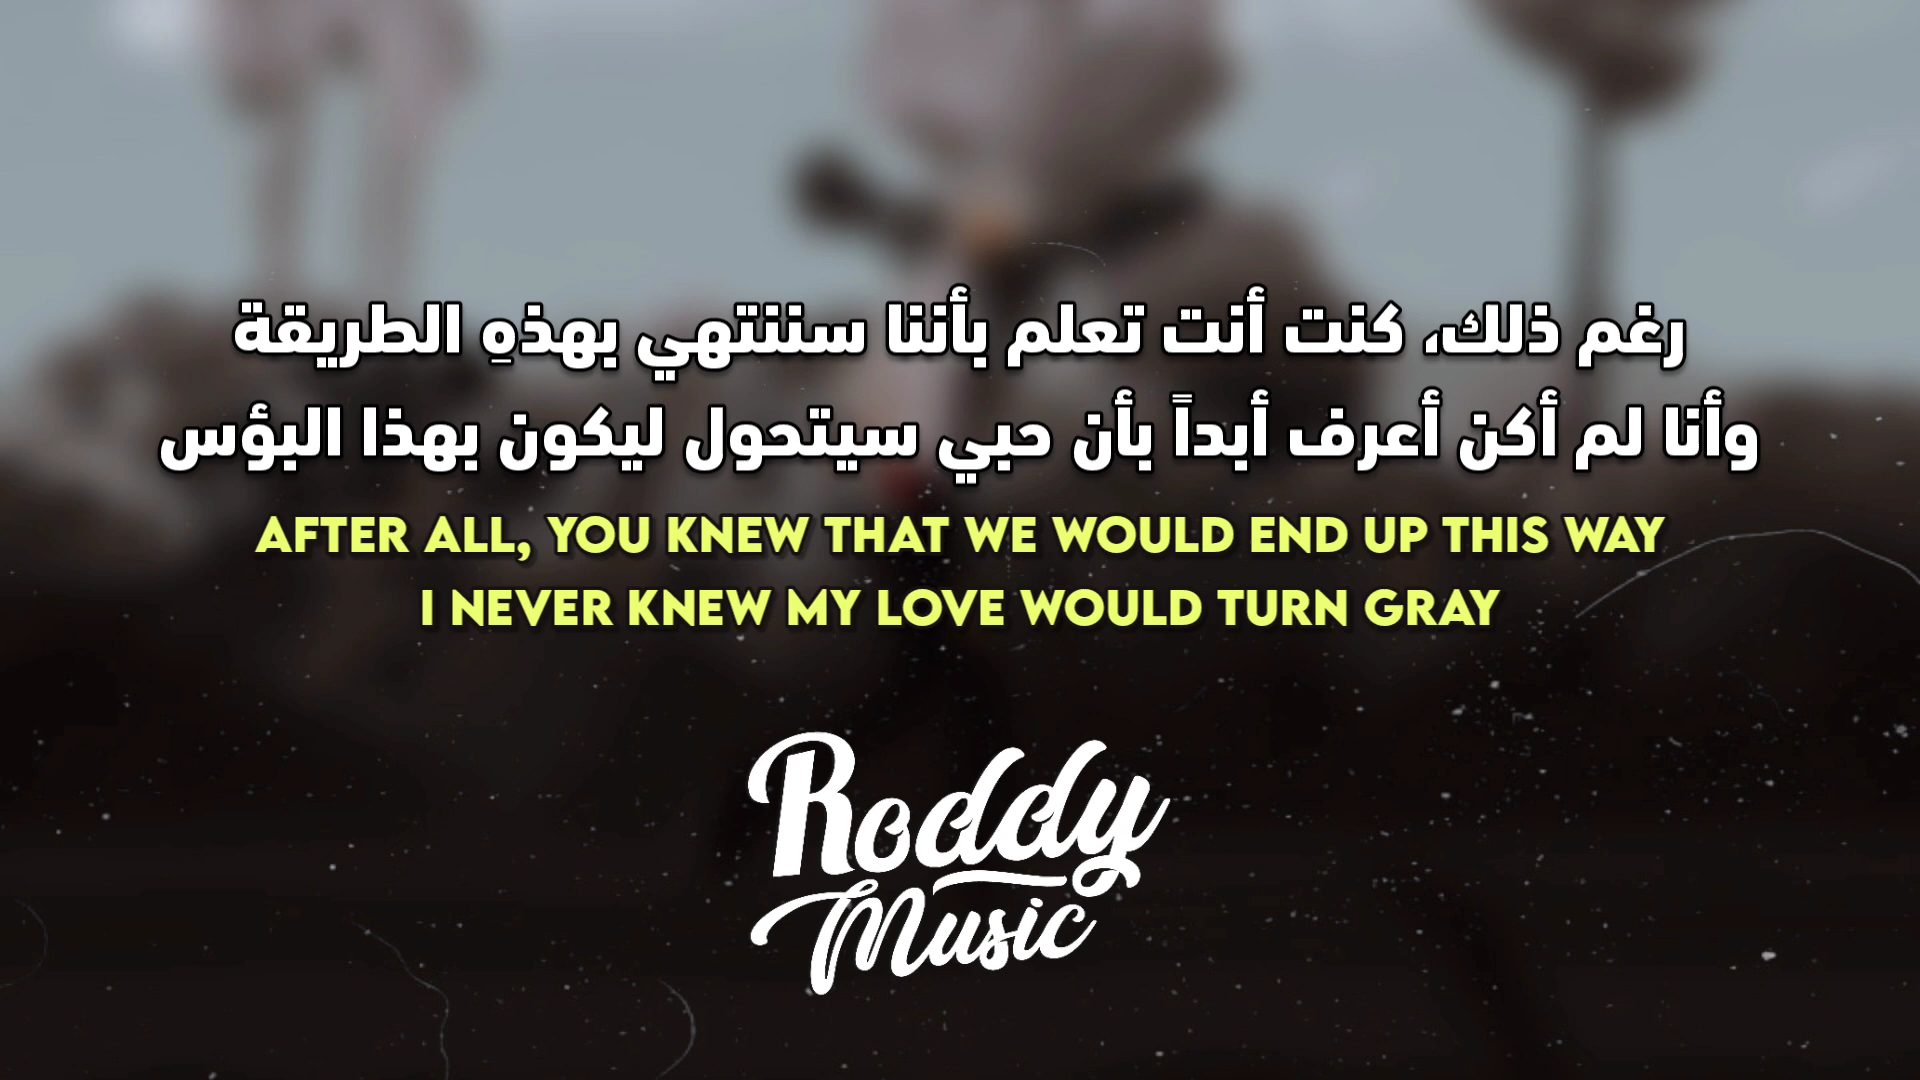 رغم ذلك، كنت أنت تعلم بأننا سننتهي بهذهِ الطريقة
وأنا لم أكن أعرف أبداً بأن حبي سيتحول ليكون بهذا البؤس
AFTER ALL, YOU KNEW THAT WE WOULD END UP THIS WAY
I NEVER KNEW MY LOVE WOULD TURN GRAY
Roddy
Music